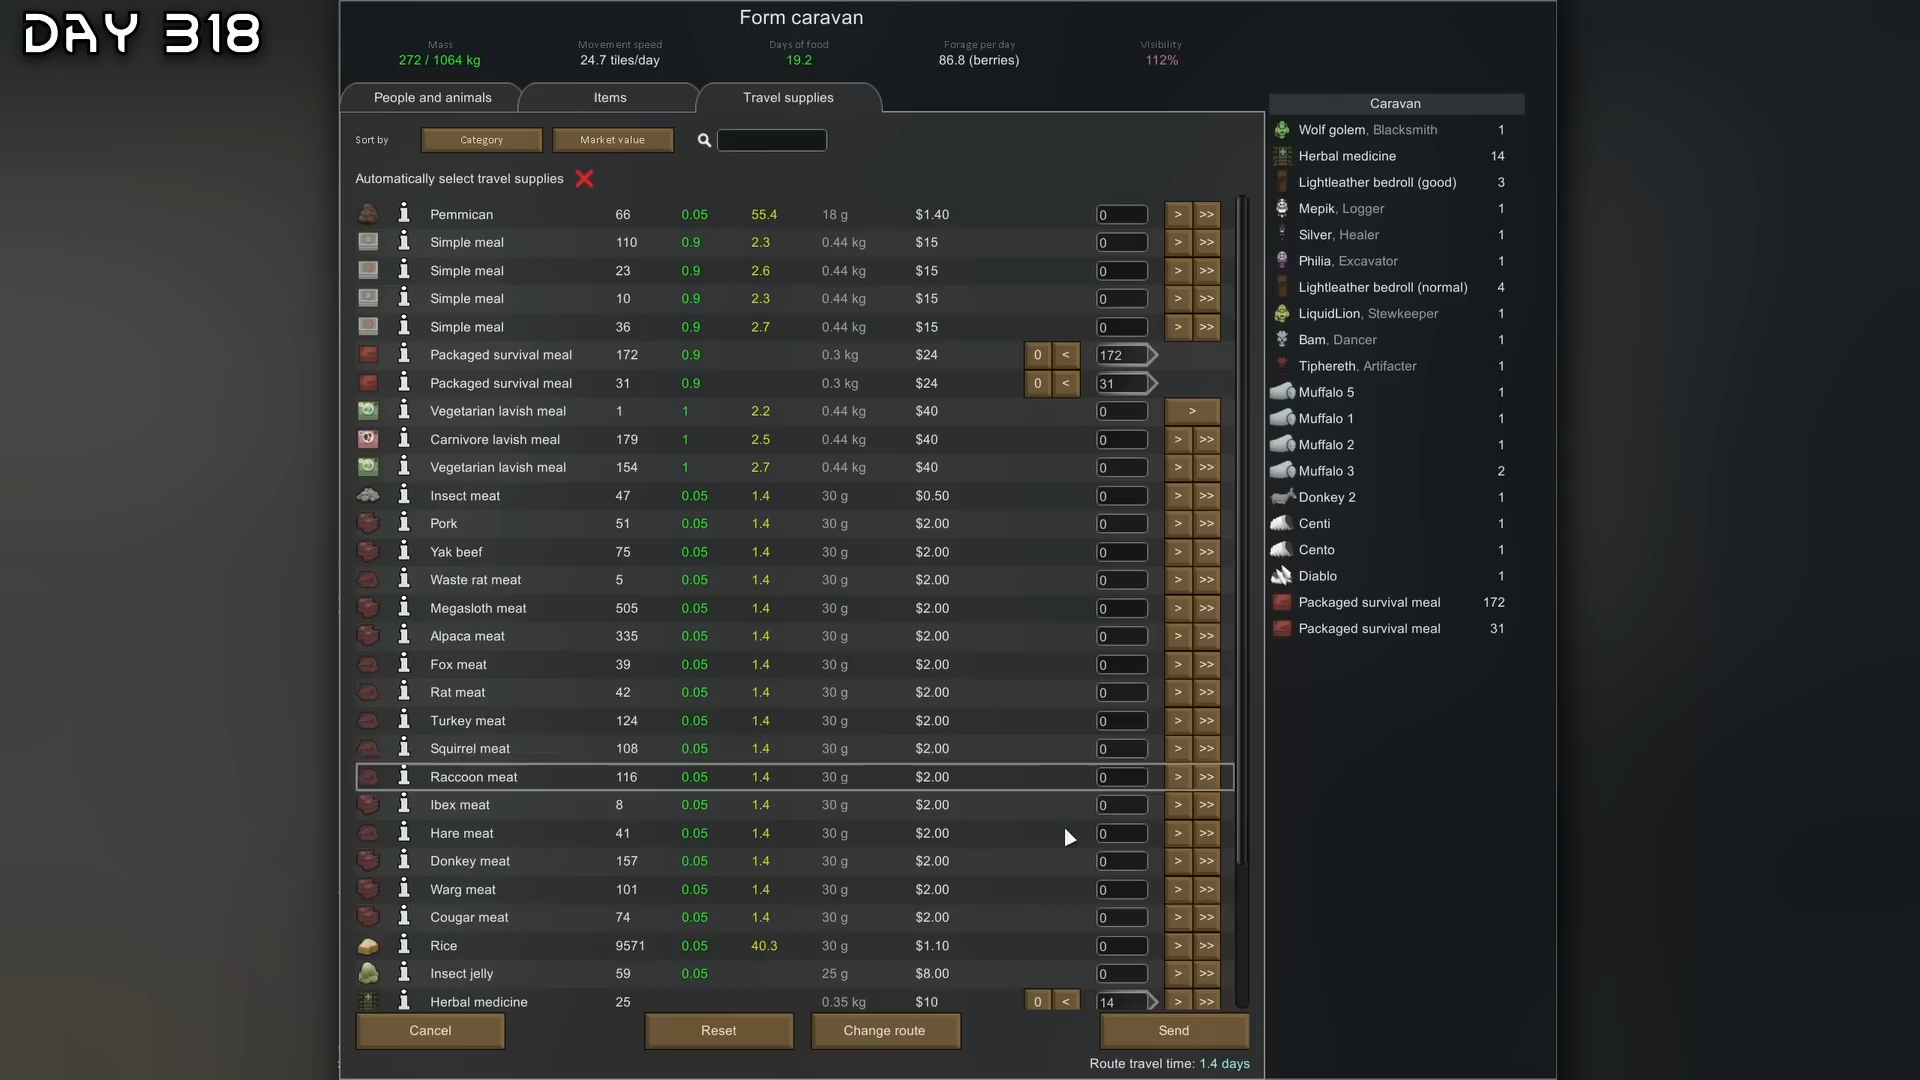 DAY 318
Form caravan
Mass Movement speed Days of food Forage per day Visibility
272 / 1064 kg 24.7 tiles/day 19.2 86.8 (berries) 112%
People and animals Items Travel supplies
Sort by Category Market value
Automatically select travel supplies
Pemmican 66 0.05 55.4 18 g $1.40 0 > >>
Simple meal 110 0.9 2.3 0.44 kg $15 0 > >>
Simple meal 23 0.9 2.6 0.44 kg $15 0 > >>
Simple meal 10 0.9 2.3 0.44 kg $15 0 > >>
Simple meal 36 0.9 2.7 0.44 kg $15 0 > >>
Packaged survival meal 172 0.9 0.3 kg $24 0 < 172
Packaged survival meal 31 0.9 0.3 kg $24 0 < 31
Vegetarian lavish meal 1 1 2.2 0.44 kg $40 0 >
Carnivore lavish meal 179 1 2.5 0.44 kg $40 0 > >>
Vegetarian lavish meal 154 1 2.7 0.44 kg $40 0 > >>
Insect meat 47 0.05 1.4 30 g $0.50 0 > >>
Pork 51 0.05 1.4 30 g $2.00 0 > >>
Yak beef 75 0.05 1.4 30 g $2.00 0 > >>
Waste rat meat 5 0.05 1.4 30 g $2.00 0 > >>
Megasloth meat 505 0.05 1.4 30 g $2.00 0 > >>
Alpaca meat 335 0.05 1.4 30 g $2.00 0 > >>
Fox meat 39 0.05 1.4 30 g $2.00 0 > >>
Rat meat 42 0.05 1.4 30 g $2.00 0 > >>
Turkey meat 124 0.05 1.4 30 g $2.00 0 > >>
Squirrel meat 108 0.05 1.4 30 g $2.00 0 > >>
Raccoon meat 116 0.05 1.4 30 g $2.00 0 > >>
Ibex meat 8 0.05 1.4 30 g $2.00 0 > >>
Hare meat 41 0.05 1.4 30 g $2.00 0 > >>
Donkey meat 157 0.05 1.4 30 g $2.00 0 > >>
Warg meat 101 0.05 1.4 30 g $2.00 0 > >>
Cougar meat 74 0.05 1.4 30 g $2.00 0 > >>
Rice 9571 0.05 40.3 30 g $1.10 0 > >>
Insect jelly 59 0.05 25 g $8.00 0 > >>
Herbal medicine 25 0.35 kg $10 0 < 14 > >>
Cancel Reset Change route Send
Route travel time: 1.4 days
Caravan
Wolf golem, Blacksmith 1
Herbal medicine 14
Lightleather bedroll (good) 3
Mepik, Logger 1
Silver, Healer 1
Philia, Excavator 1
Lightleather bedroll (normal) 4
LiquidLion, Stewkeeper 1
Bam, Dancer 1
Tiphereth, Artifacter 1
Muffalo 5 1
Muffalo 1 1
Muffalo 2 1
Muffalo 3 2
Donkey 2 1
Centi 1
Cento 1
Diablo 1
Packaged survival meal 172
Packaged survival meal 31